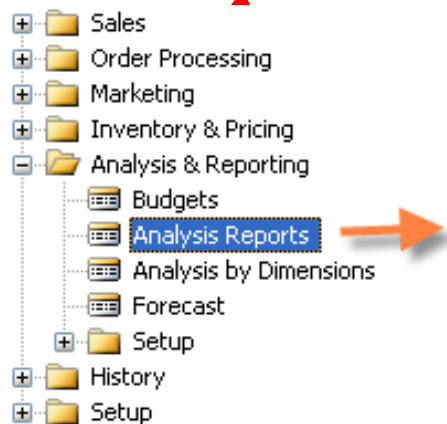 Sales
Order Processing
Marketing
Inventory & Pricing
Analysis & Reporting
Budgets
Analysis Reports
Analysis by Dimensions
Forecast
Setup
History
Setup